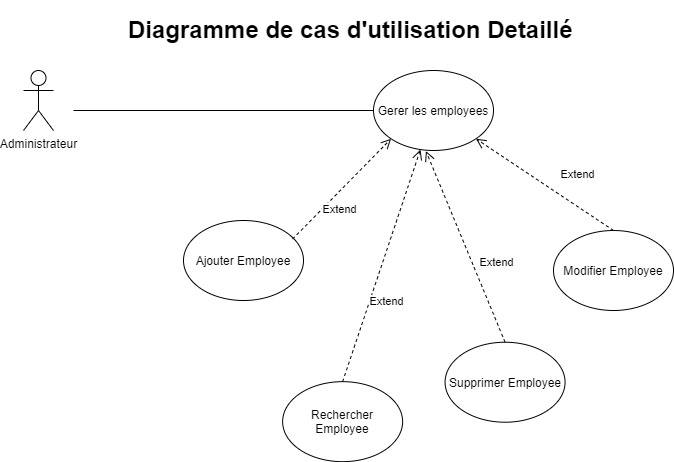 Diagramme de cas d'utilisation Detaillé
Gerer les employees
Administrateur
Extend
Extend
Extend
Extend
Ajouter Employee
Modifier Employee
Supprimer Employee
Rechercher
Employee